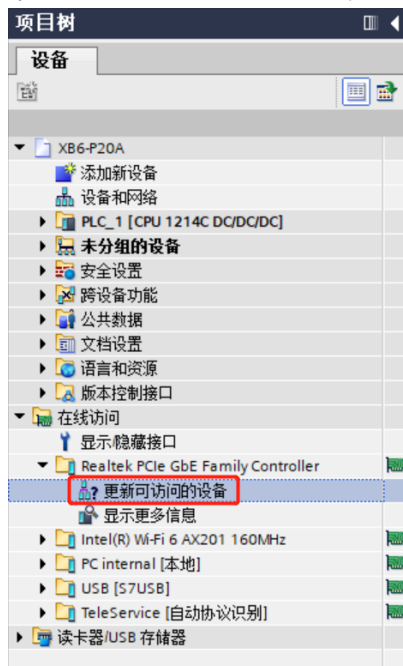 项目树
设备
XB6-P20A
添加新设备
设备和网络
PLC_1 [CPU 1214C DC/DC/DC]
未分组的设备
安全设置
跨设备功能
公共数据
文档设置
语言和资源
版本控制接口
在线访问
显示/隐藏接口
Realtek PCIe GbE Family Controller
更新可访问的设备
显示更多信息
Intel(R) Wi-Fi 6 AX201 160MHz
PC internal [本地]
USB [S7USB]
TeleService [自动协议识别]
读卡器/USB 存储器